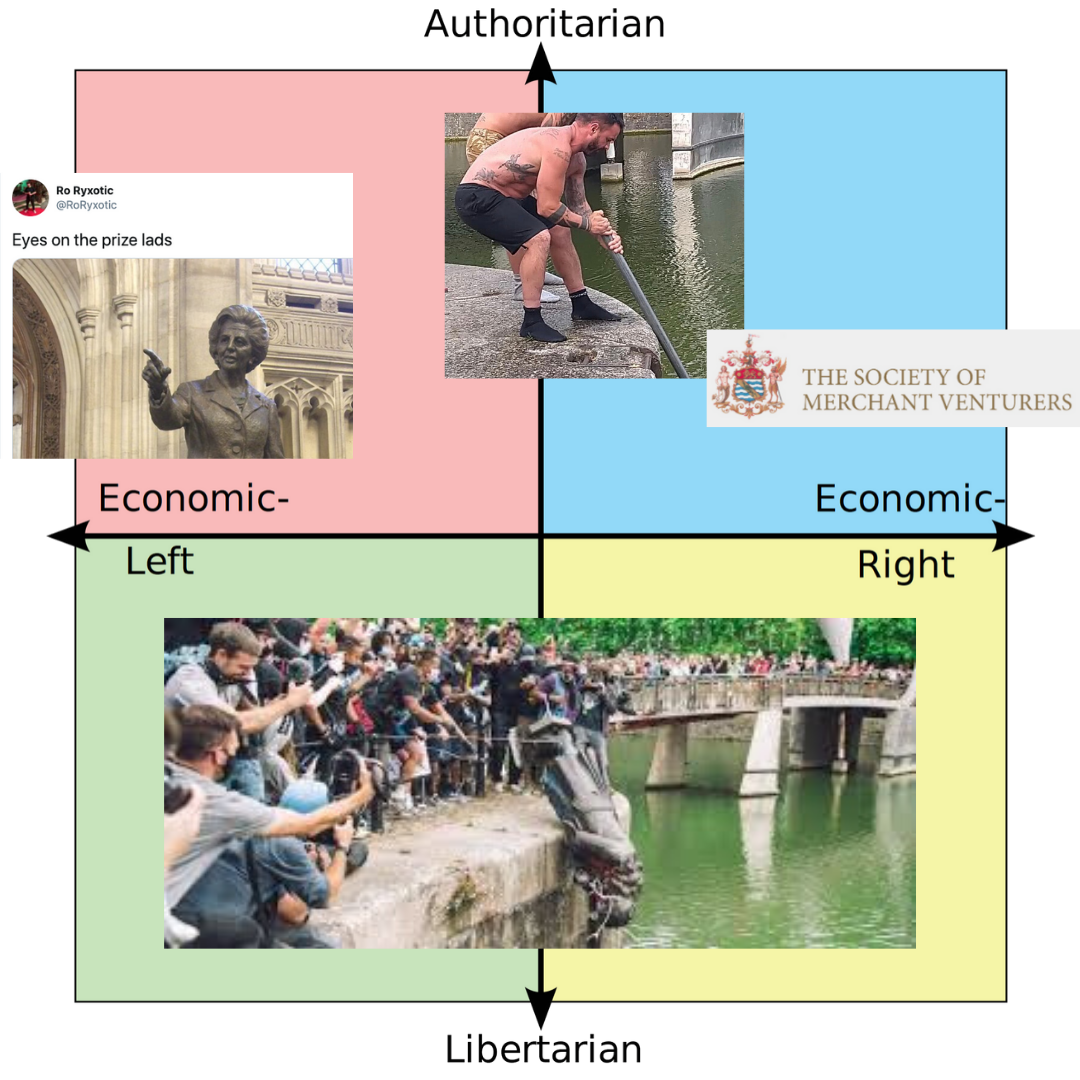 Authoritarian
Ro Ryxotic
@RoRyxotic
Eyes on the prize lads
THE SOCIETY OF
MERCHANT VENTURERS
Economic-
Left
Economic-
Right
Libertarian